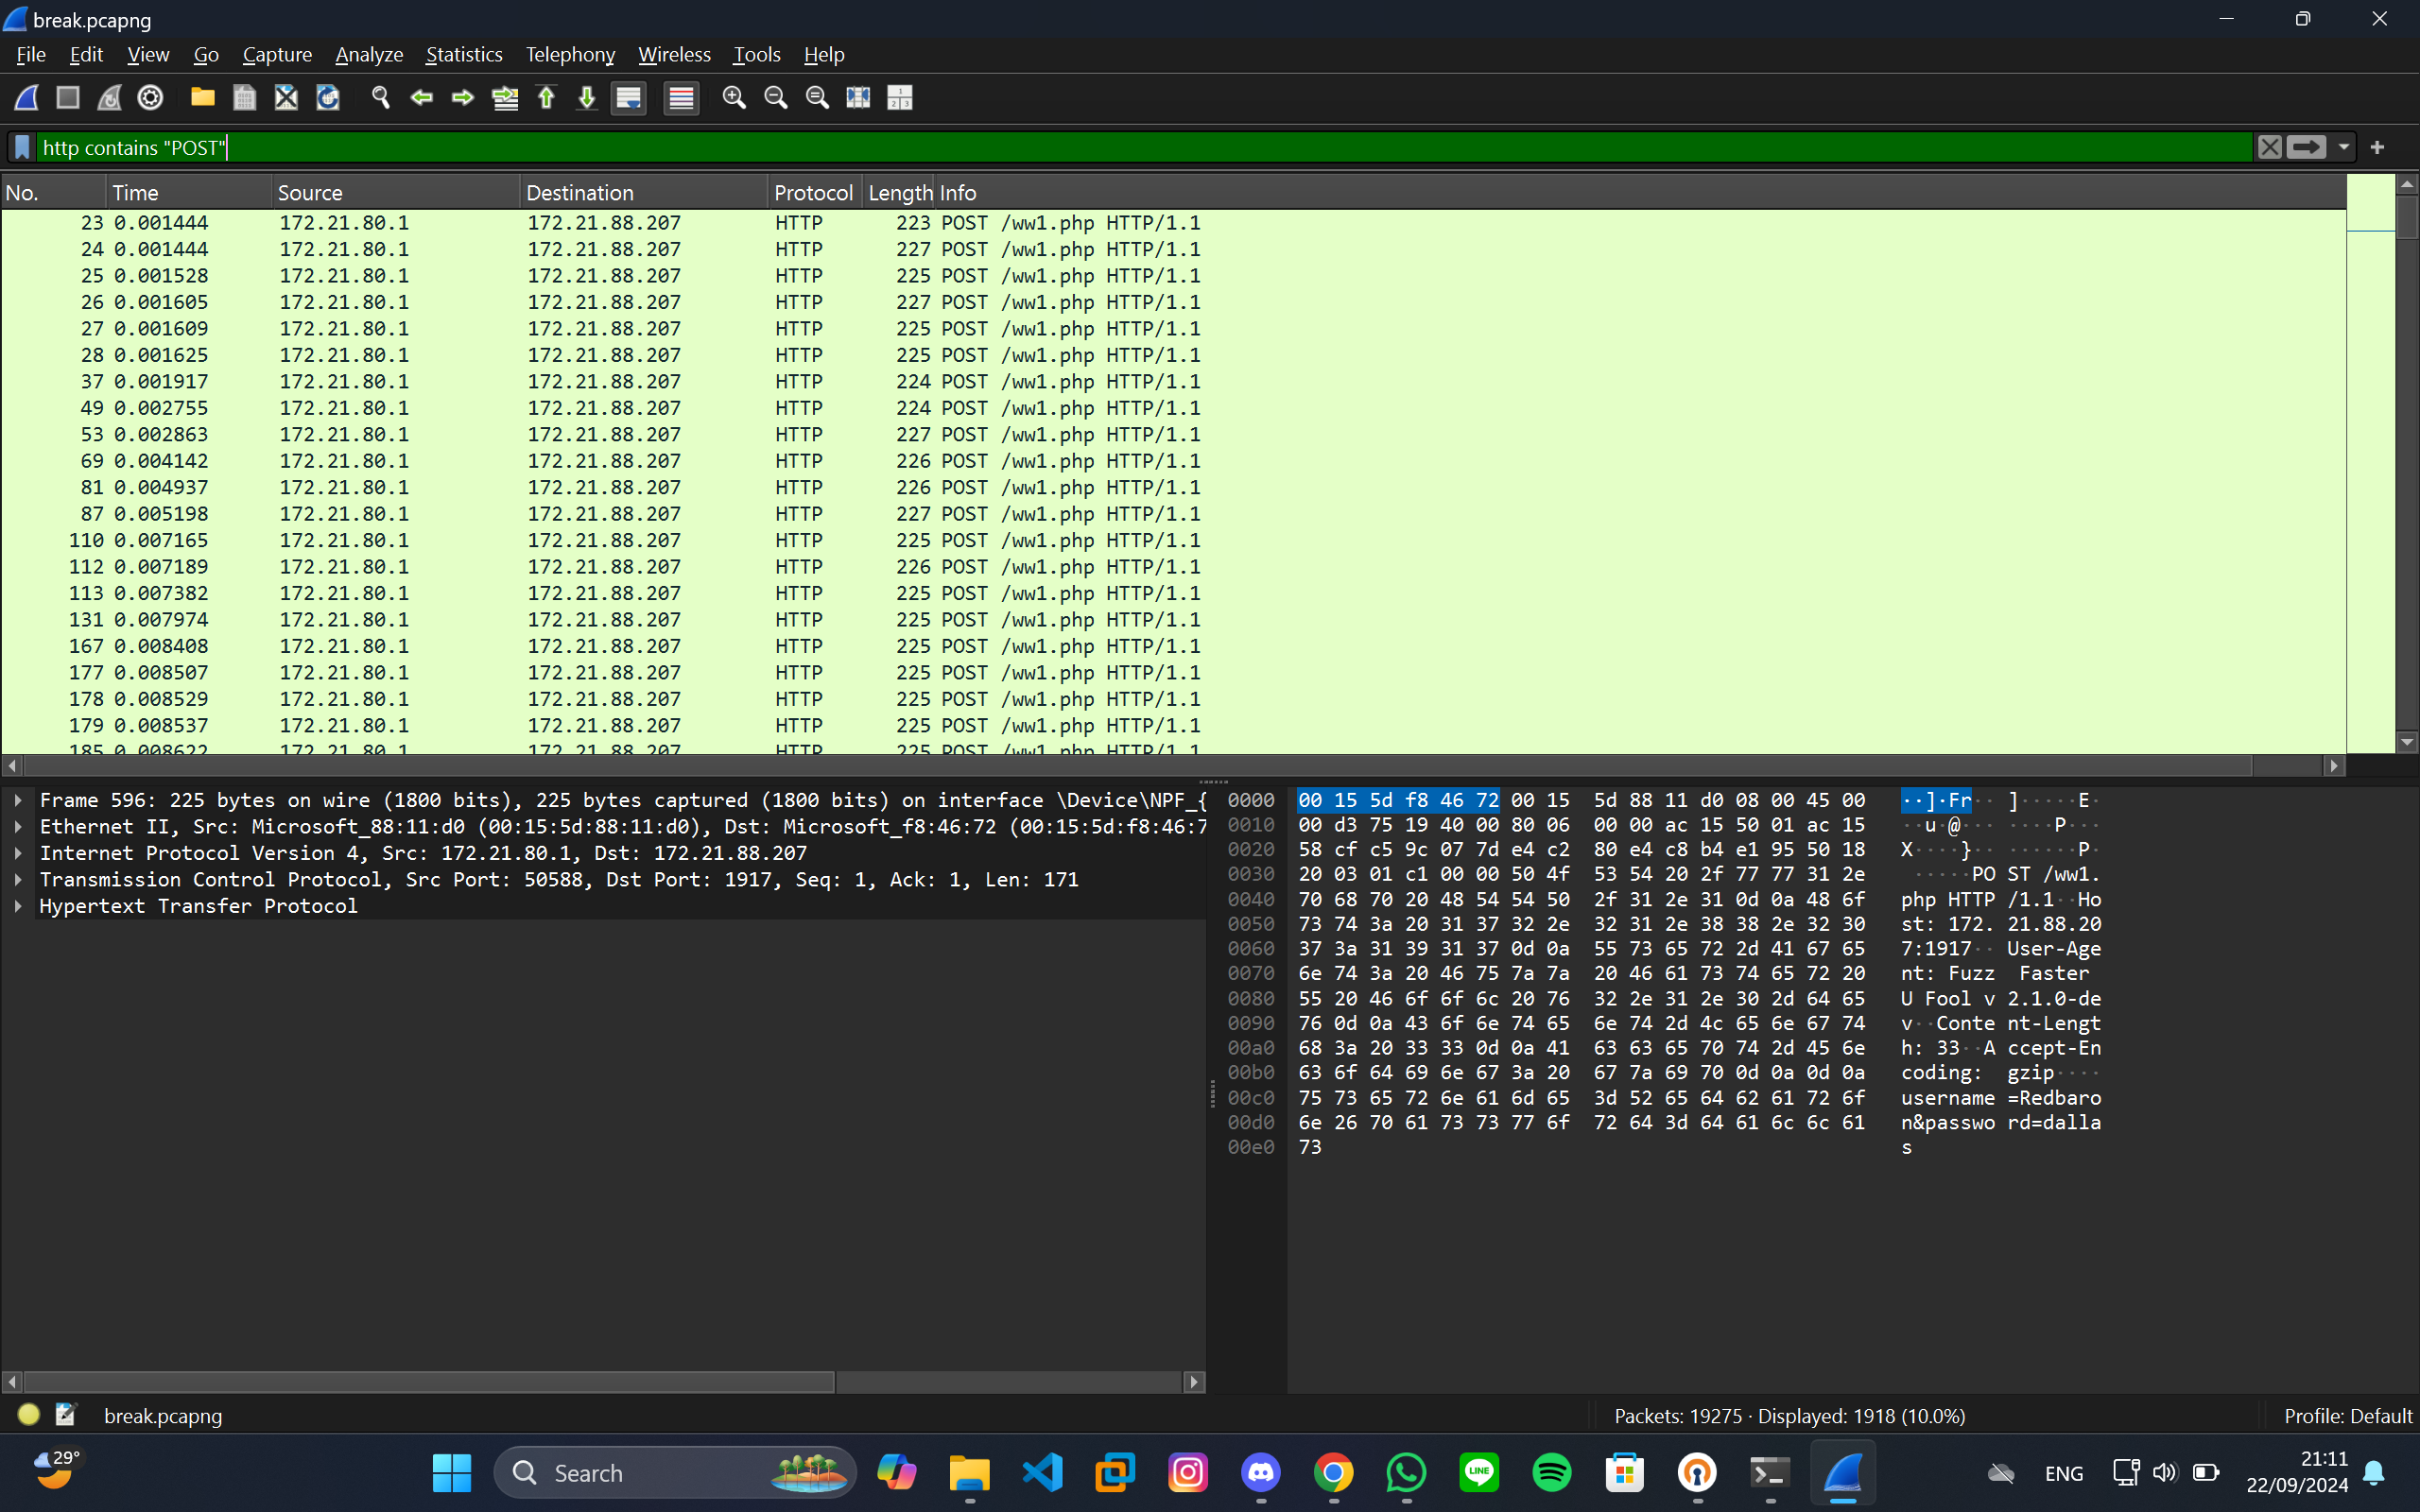 break.pcapng
File Edit View Go Capture Analyze Statistics Telephony Wireless Tools Help
http contains "POST"
No. Time Source Destination Protocol Length Info
23 0.001444 172.21.80.1 172.21.88.207 HTTP 223 POST /ww1.php HTTP/1.1
24 0.001444 172.21.80.1 172.21.88.207 HTTP 227 POST /ww1.php HTTP/1.1
25 0.001528 172.21.80.1 172.21.88.207 HTTP 225 POST /ww1.php HTTP/1.1
26 0.001605 172.21.80.1 172.21.88.207 HTTP 227 POST /ww1.php HTTP/1.1
27 0.001609 172.21.80.1 172.21.88.207 HTTP 225 POST /ww1.php HTTP/1.1
28 0.001625 172.21.80.1 172.21.88.207 HTTP 225 POST /ww1.php HTTP/1.1
37 0.001917 172.21.80.1 172.21.88.207 HTTP 224 POST /ww1.php HTTP/1.1
49 0.002755 172.21.80.1 172.21.88.207 HTTP 224 POST /ww1.php HTTP/1.1
53 0.002863 172.21.80.1 172.21.88.207 HTTP 227 POST /ww1.php HTTP/1.1
69 0.004142 172.21.80.1 172.21.88.207 HTTP 226 POST /ww1.php HTTP/1.1
81 0.004937 172.21.80.1 172.21.88.207 HTTP 226 POST /ww1.php HTTP/1.1
87 0.005198 172.21.80.1 172.21.88.207 HTTP 227 POST /ww1.php HTTP/1.1
110 0.007165 172.21.80.1 172.21.88.207 HTTP 225 POST /ww1.php HTTP/1.1
112 0.007189 172.21.80.1 172.21.88.207 HTTP 226 POST /ww1.php HTTP/1.1
113 0.007382 172.21.80.1 172.21.88.207 HTTP 225 POST /ww1.php HTTP/1.1
131 0.007974 172.21.80.1 172.21.88.207 HTTP 225 POST /ww1.php HTTP/1.1
167 0.008408 172.21.80.1 172.21.88.207 HTTP 225 POST /ww1.php HTTP/1.1
177 0.008507 172.21.80.1 172.21.88.207 HTTP 225 POST /ww1.php HTTP/1.1
178 0.008529 172.21.80.1 172.21.88.207 HTTP 225 POST /ww1.php HTTP/1.1
179 0.008537 172.21.80.1 172.21.88.207 HTTP 225 POST /ww1.php HTTP/1.1
185 0.008622 172.21.80.1 172.21.88.207 HTTP 225 POST /ww1.php HTTP/1.1
Frame 596: 225 bytes on wire (1800 bits), 225 bytes captured (1800 bits) on interface \Device\NPF_{
Ethernet II, Src: Microsoft_88:11:d0 (00:15:5d:88:11:d0), Dst: Microsoft_f8:46:72 (00:15:5d:f8:46:7
Internet Protocol Version 4, Src: 172.21.80.1, Dst: 172.21.88.207
Transmission Control Protocol, Src Port: 50588, Dst Port: 1917, Seq: 1, Ack: 1, Len: 171
Hypertext Transfer Protocol
0000 00 15 5d f8 46 72 00 15 5d 88 11 d0 08 00 45 00 ··]·Fr·· ]·····E·
0010 00 d3 75 19 40 00 80 06 00 00 ac 15 50 01 ac 15 ··u·@··· ····P···
0020 58 cf c5 9c 07 7d e4 c2 80 e4 c8 b4 e1 95 50 18 X····}·· ······P·
0030 20 03 01 c1 00 00 50 4f 53 54 20 2f 77 77 31 2e ·····PO ST /ww1.
0040 70 68 70 20 48 54 54 50 2f 31 2e 31 0d 0a 48 6f php HTTP /1.1··Ho
0050 73 74 3a 20 31 37 32 2e 32 31 2e 38 38 2e 32 30 st: 172. 21.88.20
0060 37 3a 31 39 31 37 0d 0a 55 73 65 72 2d 41 67 65 7:1917·· User-Age
0070 6e 74 3a 20 46 75 7a 7a 20 46 61 73 74 65 72 20 nt: Fuzz Faster
0080 55 20 46 6f 6f 6c 20 76 32 2e 31 2e 30 2d 64 65 U Fool v 2.1.0-de
0090 76 0d 0a 43 6f 6e 74 65 6e 74 2d 4c 65 6e 67 74 v··Conte nt-Lengt
00a0 68 3a 20 33 33 0d 0a 41 63 63 65 70 74 2d 45 6e h: 33··A ccept-En
00b0 63 6f 64 69 6e 67 3a 20 67 7a 69 70 0d 0a 0d 0a coding: gzip····
00c0 75 73 65 72 6e 61 6d 65 3d 52 65 64 62 61 72 6f username =Redbaro
00d0 6e 26 70 61 73 73 77 6f 72 64 3d 64 61 6c 6c 61 n&passwo rd=dalla
00e0 73 s
break.pcapng Packets: 19275 · Displayed: 1918 (10.0%) Profile: Default
29° Search LINE ENG 21:11
22/09/2024